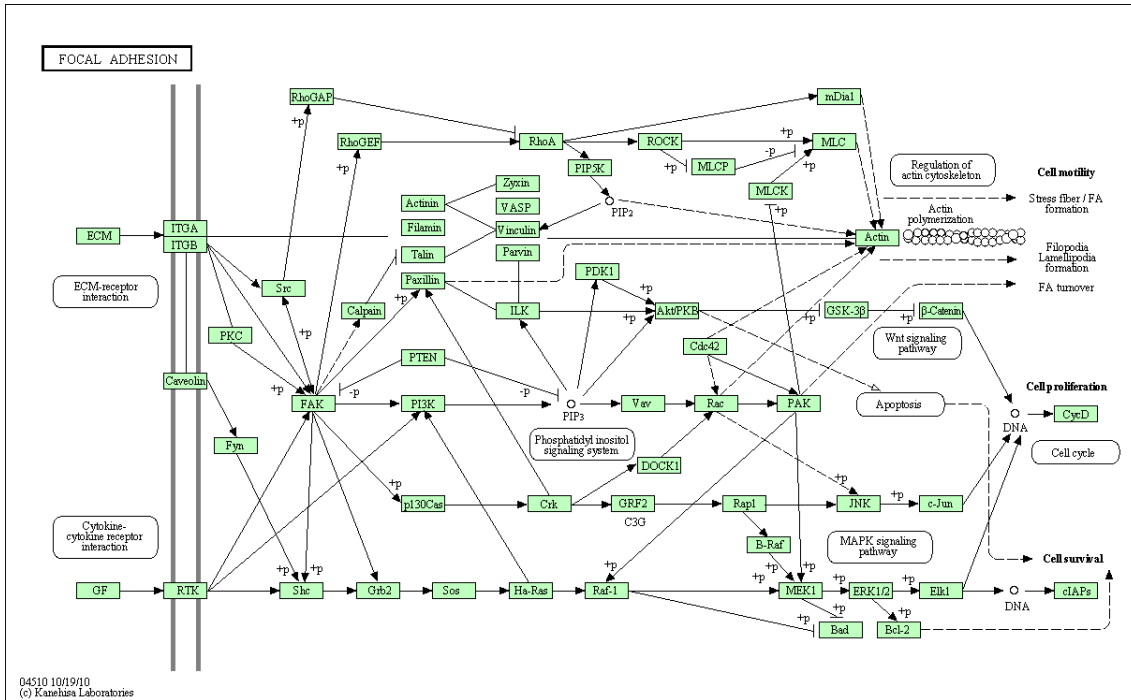 FOCAL ADHESION
RhoGAP
mDia1
+p
RhoGEF
RhoA
ROCK
+p
MLC
-p
+p
+p
MLCP
+p
PIP5K
MLCK
+p
Regulation of
actin cytoskeleton
Cell motility
Zyxin
Actinin
VASP
PIP2
Stress fiber / FA
formation
ITGA
Filamin
Vinculin
Actin
polymerization
ECM
ITGB
Actin
Talin
Parvin
Filopodia
Lamellipodia
formation
ECM-receptor
interaction
Src
+p
Paxillin
PDK1
+p
FA turnover
Calpain
ILK
+p
Akt/PKB
GSK-3β
+p
β-Catenin
+p
PKC
PTEN
Cdc42
Wnt signaling
pathway
Caveolin
+p
-p
-p
Cell proliferation
FAK
PI3K
PIP3
Vav
Rac
PAK
Apoptosis
DNA
CycD
Fyn
Phosphatidyl inositol
signaling system
DOCK1
Cell cycle
+p
p130Cas
Crk
GRF2
Rap1
JNK
+p
c-Jun
+p
C3G
Cytokine-
cytokine receptor
interaction
B-Raf
MAPK signaling
pathway
Cell survival
+p
+p
+p
+p
+p
+p
+p
GF
RTK
Shc
Grb2
Sos
Ha-Ras
Raf-1
MEK1
ERK1/2
Elk1
DNA
cIAPs
+p
+p
+p
Bad
Bcl-2
04510 10/19/10
(c) Kanehisa Laboratories